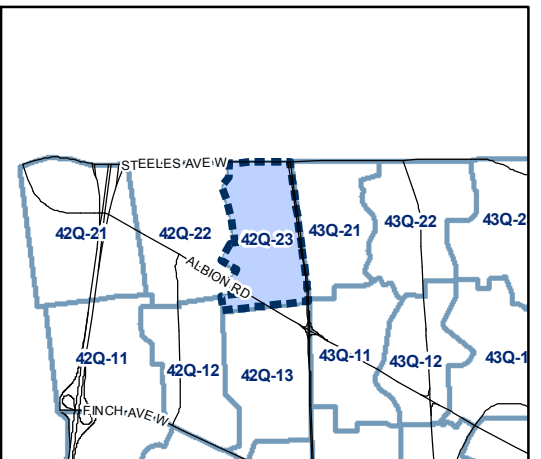 STEELES AVE W
42Q-21
42Q-22
42Q-23
43Q-21
43Q-22
43Q-2
ALBION RD
42Q-11
42Q-12
42Q-13
43Q-11
43Q-12
43Q-1
FINCH AVE W